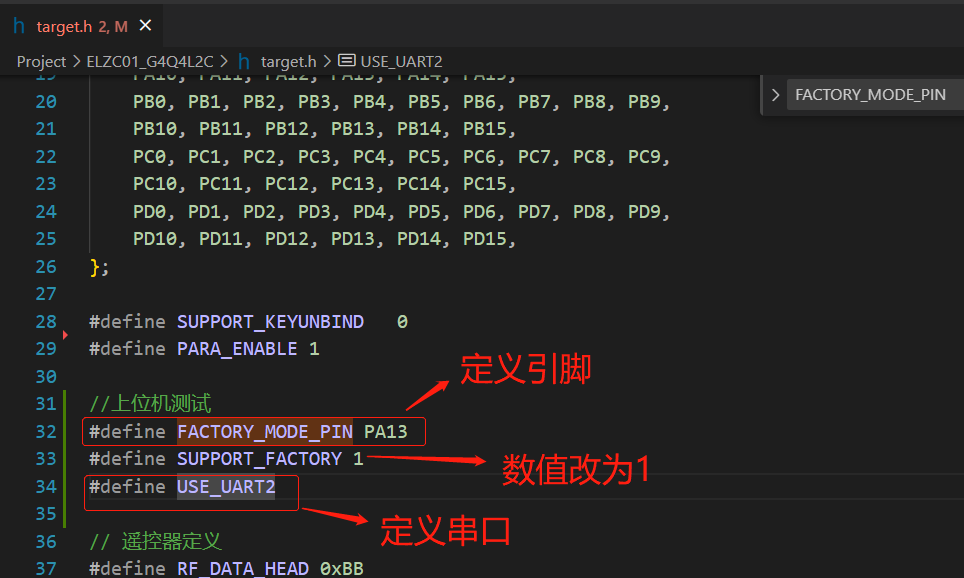 target.h 2, M
Project > ELZC01_G4Q4L2C > target.h > USE_UART2
FACTORY_MODE_PIN
19 PA10, PA11, PA12, PA13, PA14, PA15,
20 PB0, PB1, PB2, PB3, PB4, PB5, PB6, PB7, PB8, PB9,
21 PB10, PB11, PB12, PB13, PB14, PB15,
22 PC0, PC1, PC2, PC3, PC4, PC5, PC6, PC7, PC8, PC9,
23 PC10, PC11, PC12, PC13, PC14, PC15,
24 PD0, PD1, PD2, PD3, PD4, PD5, PD6, PD7, PD8, PD9,
25 PD10, PD11, PD12, PD13, PD14, PD15,
26 };
27
28 #define SUPPORT_KEYUNBIND 0
29 #define PARA_ENABLE 1
30
定义引脚
31 //上位机测试
32 #define FACTORY_MODE_PIN PA13
33 #define SUPPORT_FACTORY 1
数值改为1
34 #define USE_UART2
35
定义串口
36 // 遥控器定义
37 #define RF_DATA_HEAD 0xBB